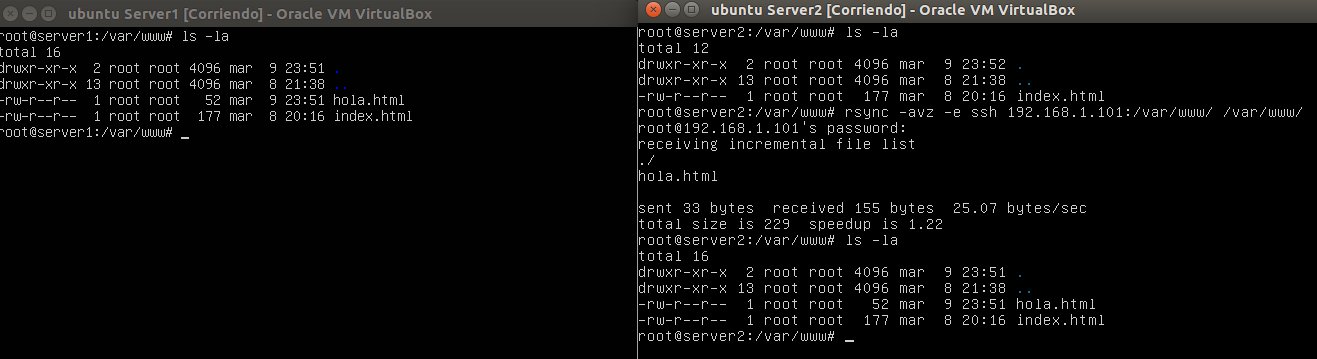 ubuntu Server1 [Corriendo] - Oracle VM VirtualBox
root@server1:/var/www# ls -la
total 16
drwxr-xr-x  2 root root 4096 mar  9 23:51 .
drwxr-xr-x 13 root root 4096 mar  8 21:38 ..
-rw-r--r--  1 root root   52 mar  9 23:51 hola.html
-rw-r--r--  1 root root  177 mar  8 20:16 index.html
root@server1:/var/www# _
ubuntu Server2 [Corriendo] - Oracle VM VirtualBox
root@server2:/var/www# ls -la
total 12
drwxr-xr-x  2 root root 4096 mar  9 23:52 .
drwxr-xr-x 13 root root 4096 mar  8 21:38 ..
-rw-r--r--  1 root root  177 mar  8 20:16 index.html
root@server2:/var/www# rsync -avz -e ssh 192.168.1.101:/var/www/ /var/www/
root@192.168.1.101's password:
receiving incremental file list
./
hola.html
sent 33 bytes  received 155 bytes  25.07 bytes/sec
total size is 229  speedup is 1.22
root@server2:/var/www# ls -la
total 16
drwxr-xr-x  2 root root 4096 mar  9 23:51 .
drwxr-xr-x 13 root root 4096 mar  8 21:38 ..
-rw-r--r--  1 root root   52 mar  9 23:51 hola.html
-rw-r--r--  1 root root  177 mar  8 20:16 index.html
root@server2:/var/www# _